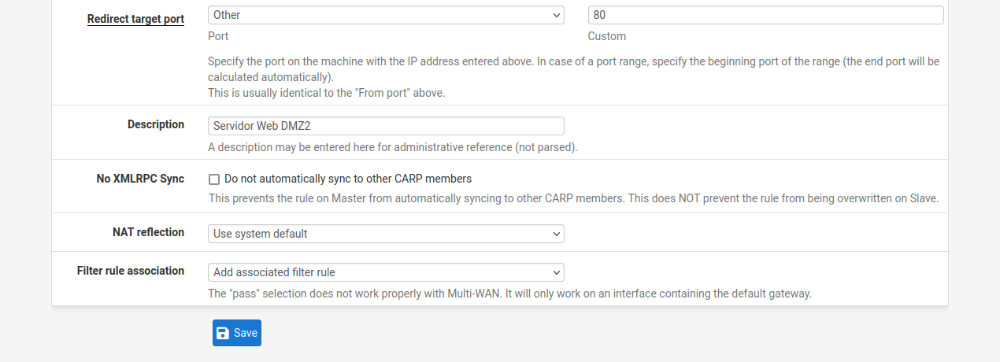 Redirect target port
Other
80
Port
Custom
Specify the port on the machine with the IP address entered above. In case of a port range, specify the beginning port of the range (the end port will be
calculated automatically).
This is usually identical to the "From port" above.
Description
Servidor Web DMZ2
A description may be entered here for administrative reference (not parsed).
No XMLRPC Sync
Do not automatically sync to other CARP members
This prevents the rule on Master from automatically syncing to other CARP members. This does NOT prevent the rule from being overwritten on Slave.
NAT reflection
Use system default
Filter rule association
Add associated filter rule
The "pass" selection does not work properly with Multi-WAN. It will only work on an interface containing the default gateway.
Save